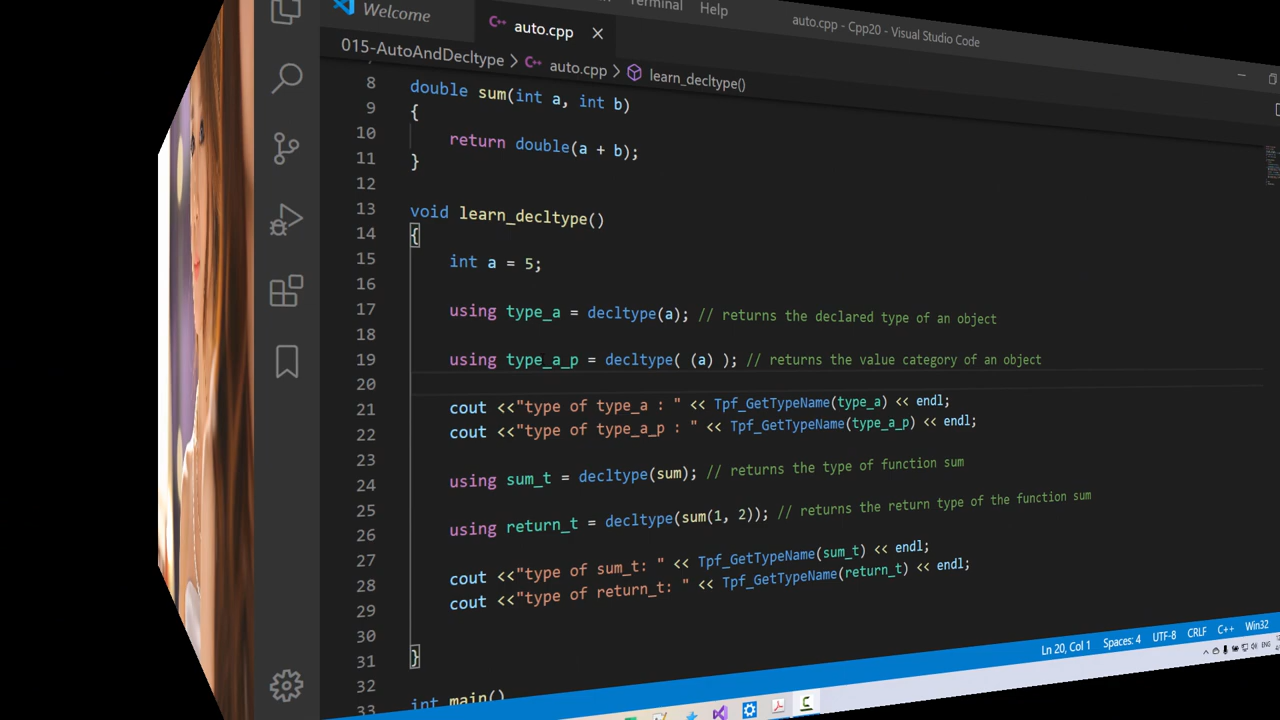 Terminal Help
auto.cpp - Cpp20 - Visual Studio Code
Welcome
auto.cpp
015-AutoAndDecltype > auto.cpp > learn_decltype()
8 double sum(int a, int b)
9 {
10 return double(a + b);
11 }
12
13 void learn_decltype()
14 {
15 int a = 5;
16
17 using type_a = decltype(a); // returns the declared type of an object
18
19 using type_a_p = decltype( (a) ); // returns the value category of an object
20
21 cout <<"type of type_a : " << Tpf_GetTypeName(type_a) << endl;
22 cout <<"type of type_a_p : " << Tpf_GetTypeName(type_a_p) << endl;
23
24 using sum_t = decltype(sum); // returns the type of function sum
25
26 using return_t = decltype(sum(1, 2)); // returns the return type of the function sum
27
28 cout <<"type of sum_t: " << Tpf_GetTypeName(sum_t) << endl;
29 cout <<"type of return_t: " << Tpf_GetTypeName(return_t) << endl;
30
31 }
32
33 int main()
Ln 20, Col 1 Spaces: 4 UTF-8 CRLF C++ Win32
ENG